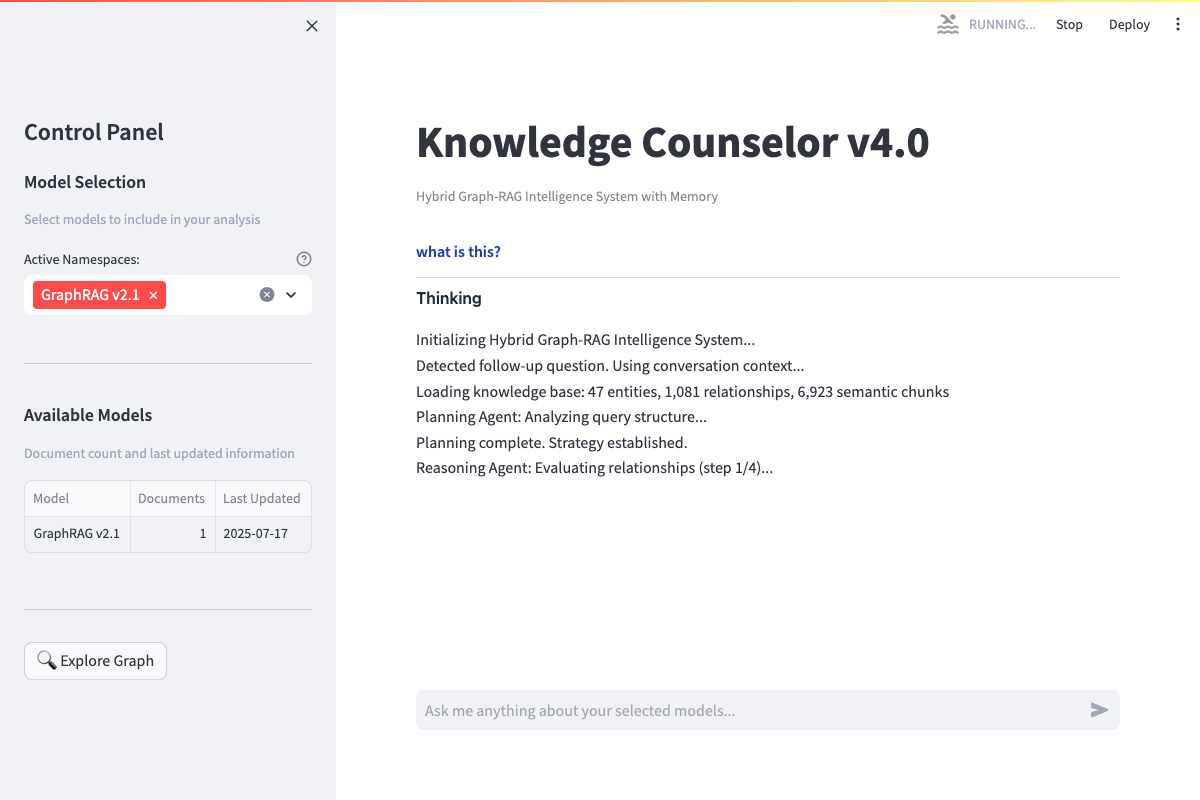 RUNNING...
Stop
Deploy
Control Panel
Model Selection
Select models to include in your analysis
Active Namespaces:
GraphRAG v2.1
Available Models
Document count and last updated information
Model Documents Last Updated
GraphRAG v2.1 1 2025-07-17
Explore Graph
Knowledge Counselor v4.0
Hybrid Graph-RAG Intelligence System with Memory
what is this?
Thinking
Initializing Hybrid Graph-RAG Intelligence System...
Detected follow-up question. Using conversation context...
Loading knowledge base: 47 entities, 1,081 relationships, 6,923 semantic chunks
Planning Agent: Analyzing query structure...
Planning complete. Strategy established.
Reasoning Agent: Evaluating relationships (step 1/4)...
Ask me anything about your selected models...